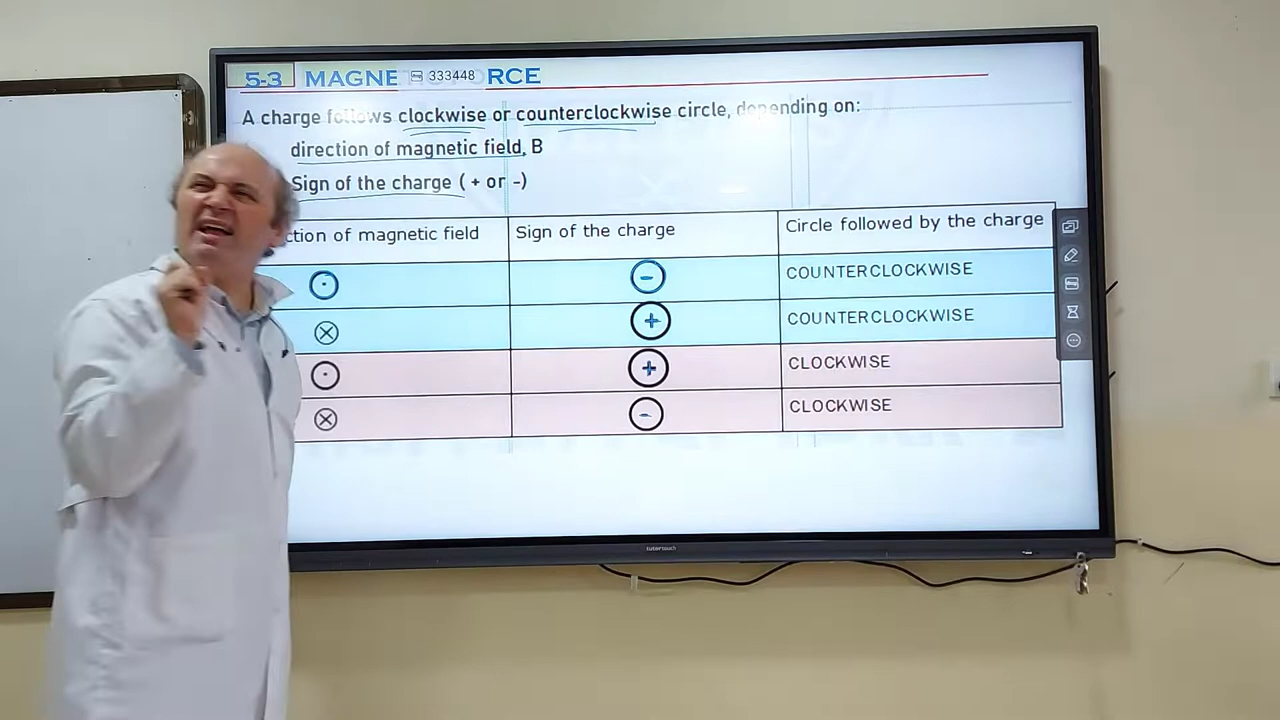 5-3 MAGNE 333448 RCE
A charge follows clockwise or counterclockwise circle, depending on:
direction of magnetic field, B
Sign of the charge ( + or -)
ction of magnetic field Sign of the charge Circle followed by the charge
⊙ - COUNTERCLOCKWISE
⊗ + COUNTERCLOCKWISE
⊙ + CLOCKWISE
⊗ - CLOCKWISE
tutortouch